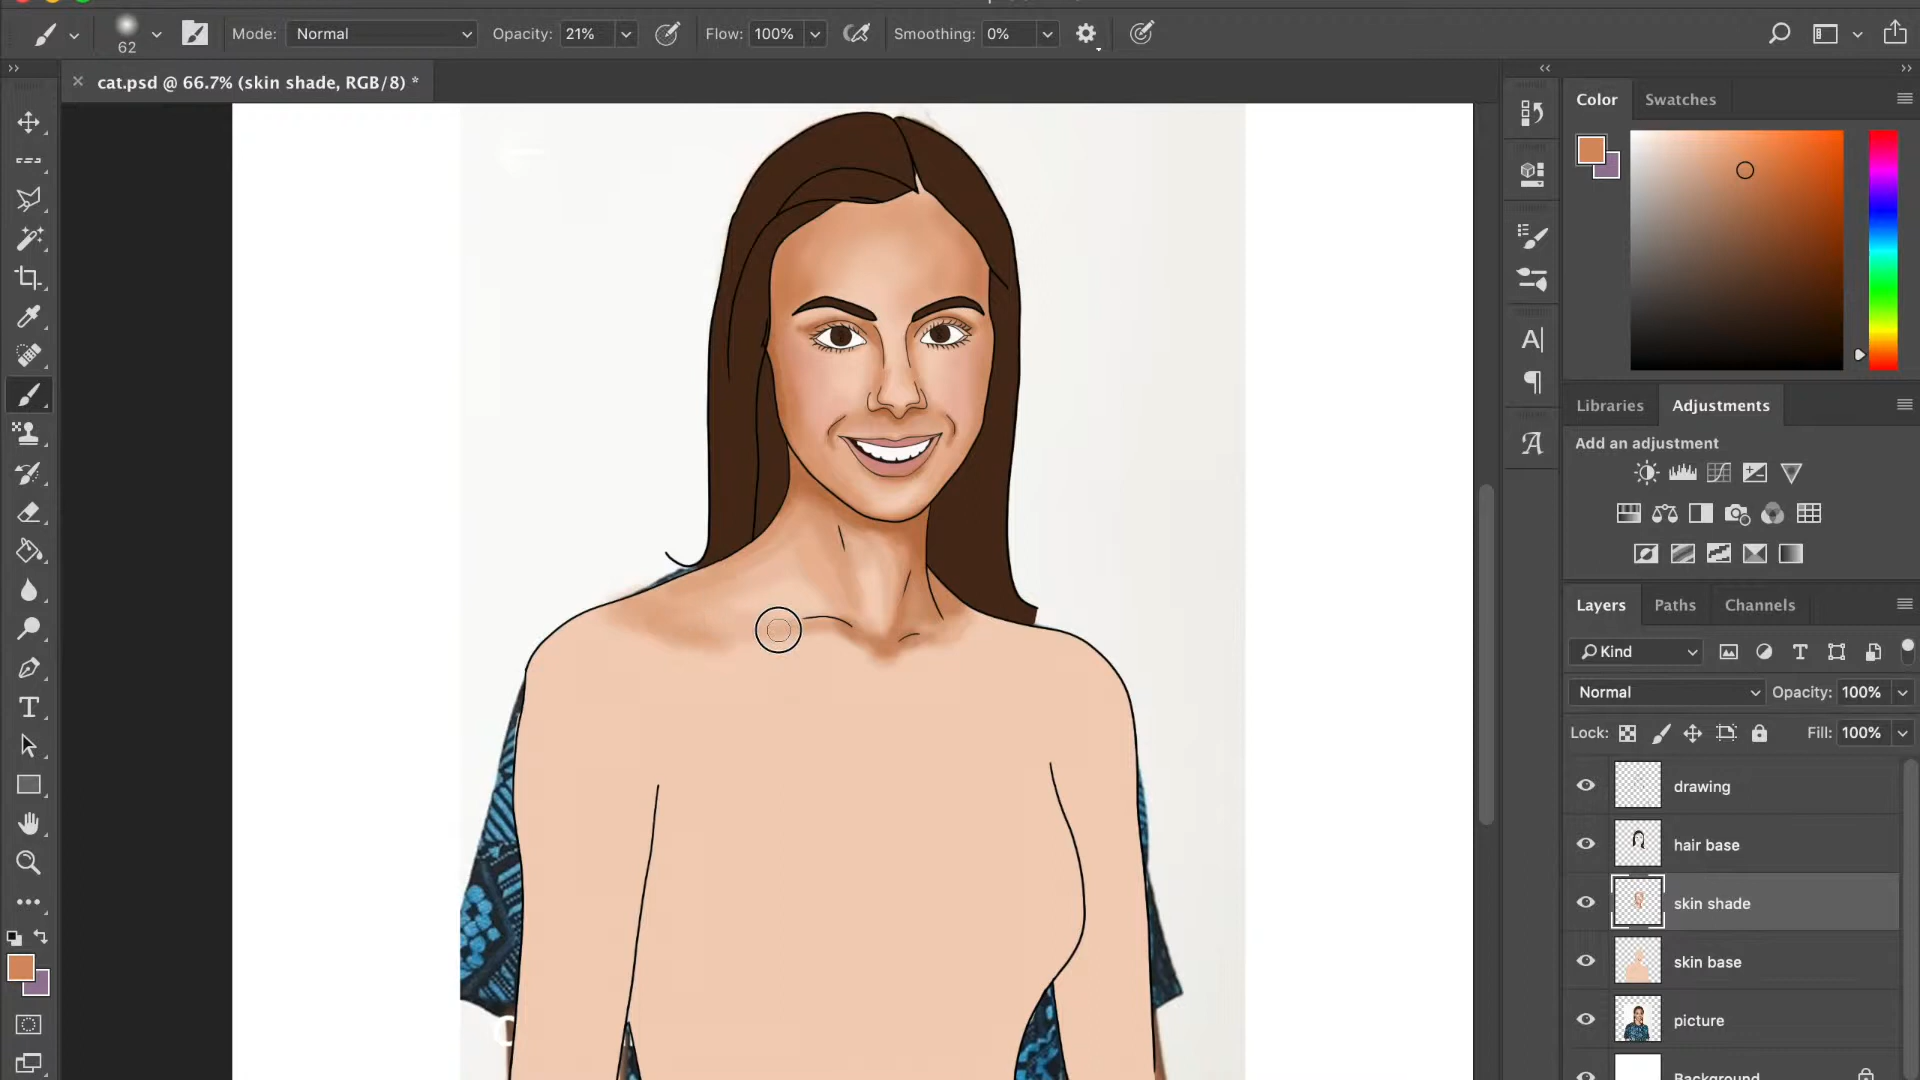 62
Mode: Normal
Opacity: 21%
Flow: 100%
Smoothing: 0%
cat.psd @ 66.7% (skin shade, RGB/8) *
Color
Swatches
Libraries
Adjustments
Add an adjustment
Layers
Paths
Channels
Kind
Normal
Opacity: 100%
Lock:
Fill: 100%
drawing
hair base
skin shade
skin base
picture
Background